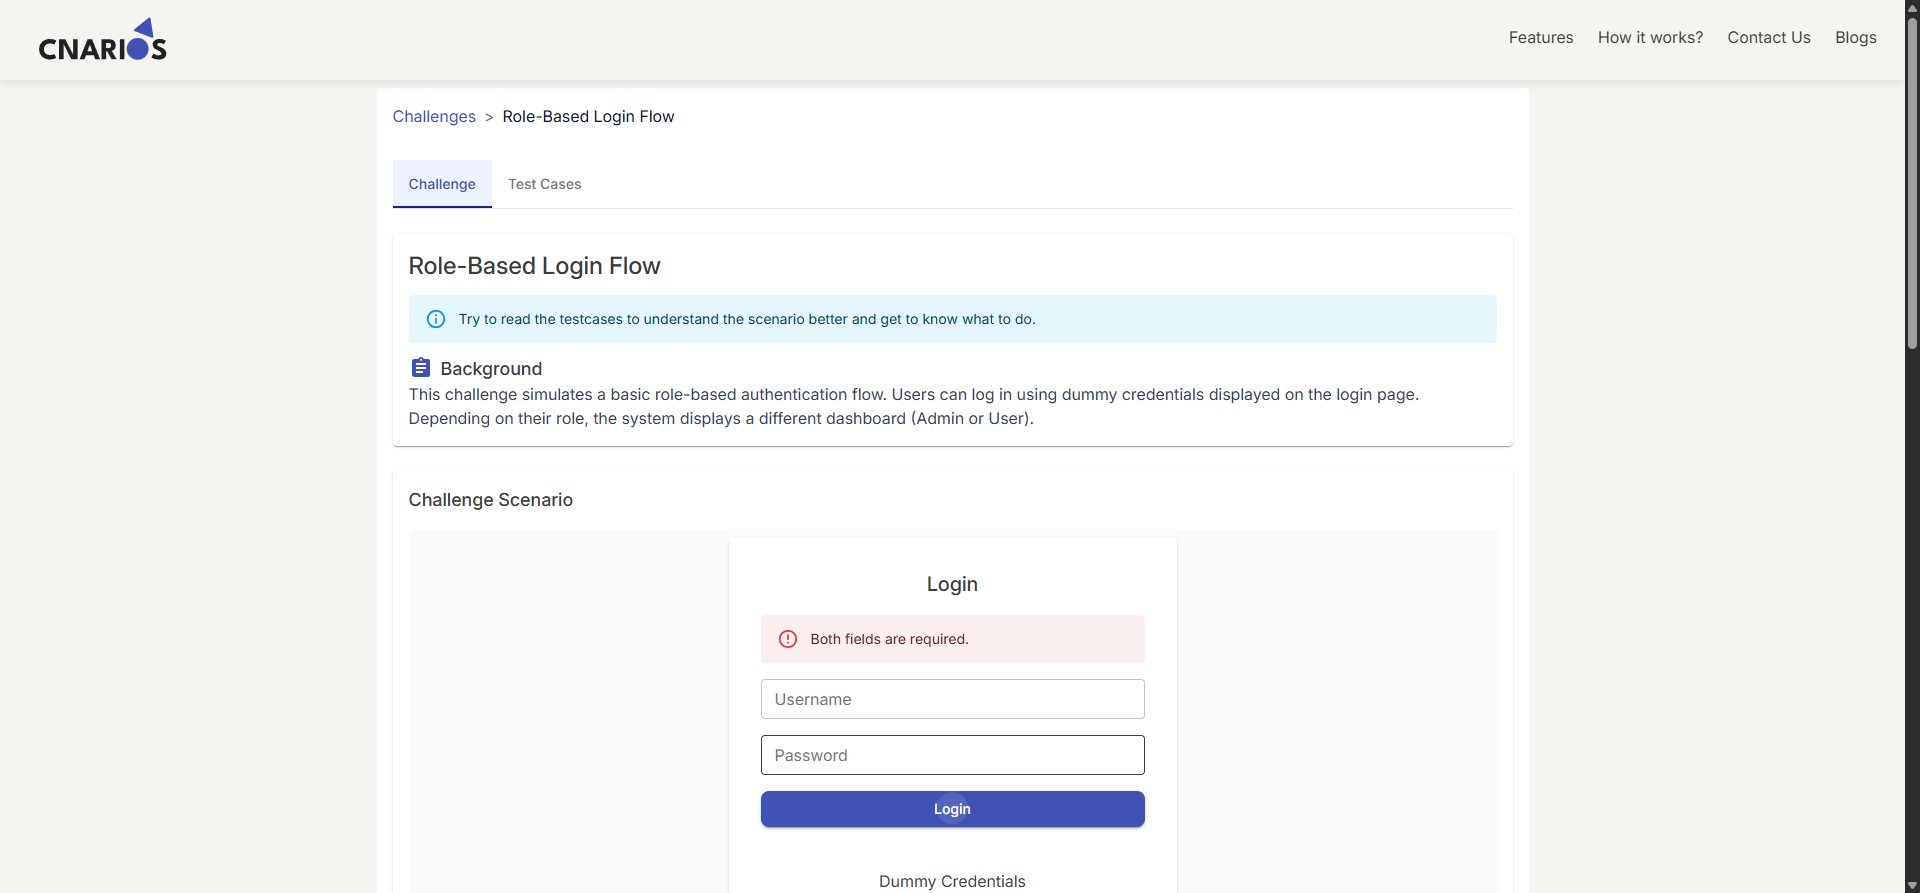 CNARIOS
Features How it works? Contact Us Blogs
Challenges > Role-Based Login Flow
Challenge Test Cases
Role-Based Login Flow
Try to read the testcases to understand the scenario better and get to know what to do.
Background
This challenge simulates a basic role-based authentication flow. Users can log in using dummy credentials displayed on the login page.
Depending on their role, the system displays a different dashboard (Admin or User).
Challenge Scenario
Login
Both fields are required.
Username
Password
Login
Dummy Credentials